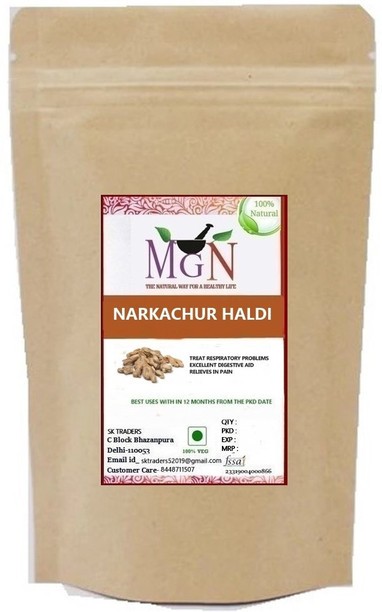 100%
Natural
MGN
THE NATURAL WAY FOR A HEALTHY LIFE
NARKACHUR HALDI
TREAT RESPIRATORY PROBLEMS
EXCELLENT DIGESTIVE AID
RELIEVES IN PAIN
BEST USES WITH IN 12 MONTHS FROM THE PKD DATE
SK TRADERS
C Block Bhazanpura
Delhi-110053
Email id_ sktraders52019@gmail.com
Customer Care- 8448711507
100% VEG
QTY :
PKD :
EXP :
MRP :
fssai
23319004000866